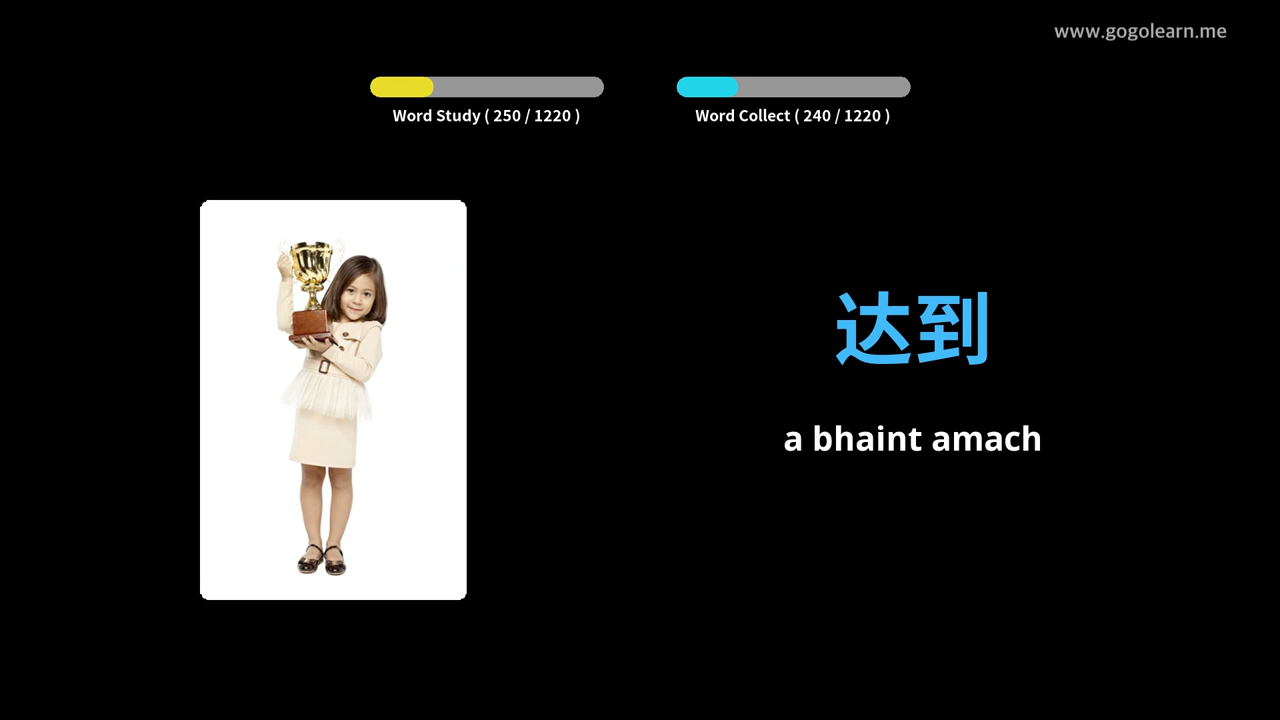 www.gogolearn.me
Word Study ( 250 / 1220 )
Word Collect ( 240 / 1220 )
达到
a bhaint amach